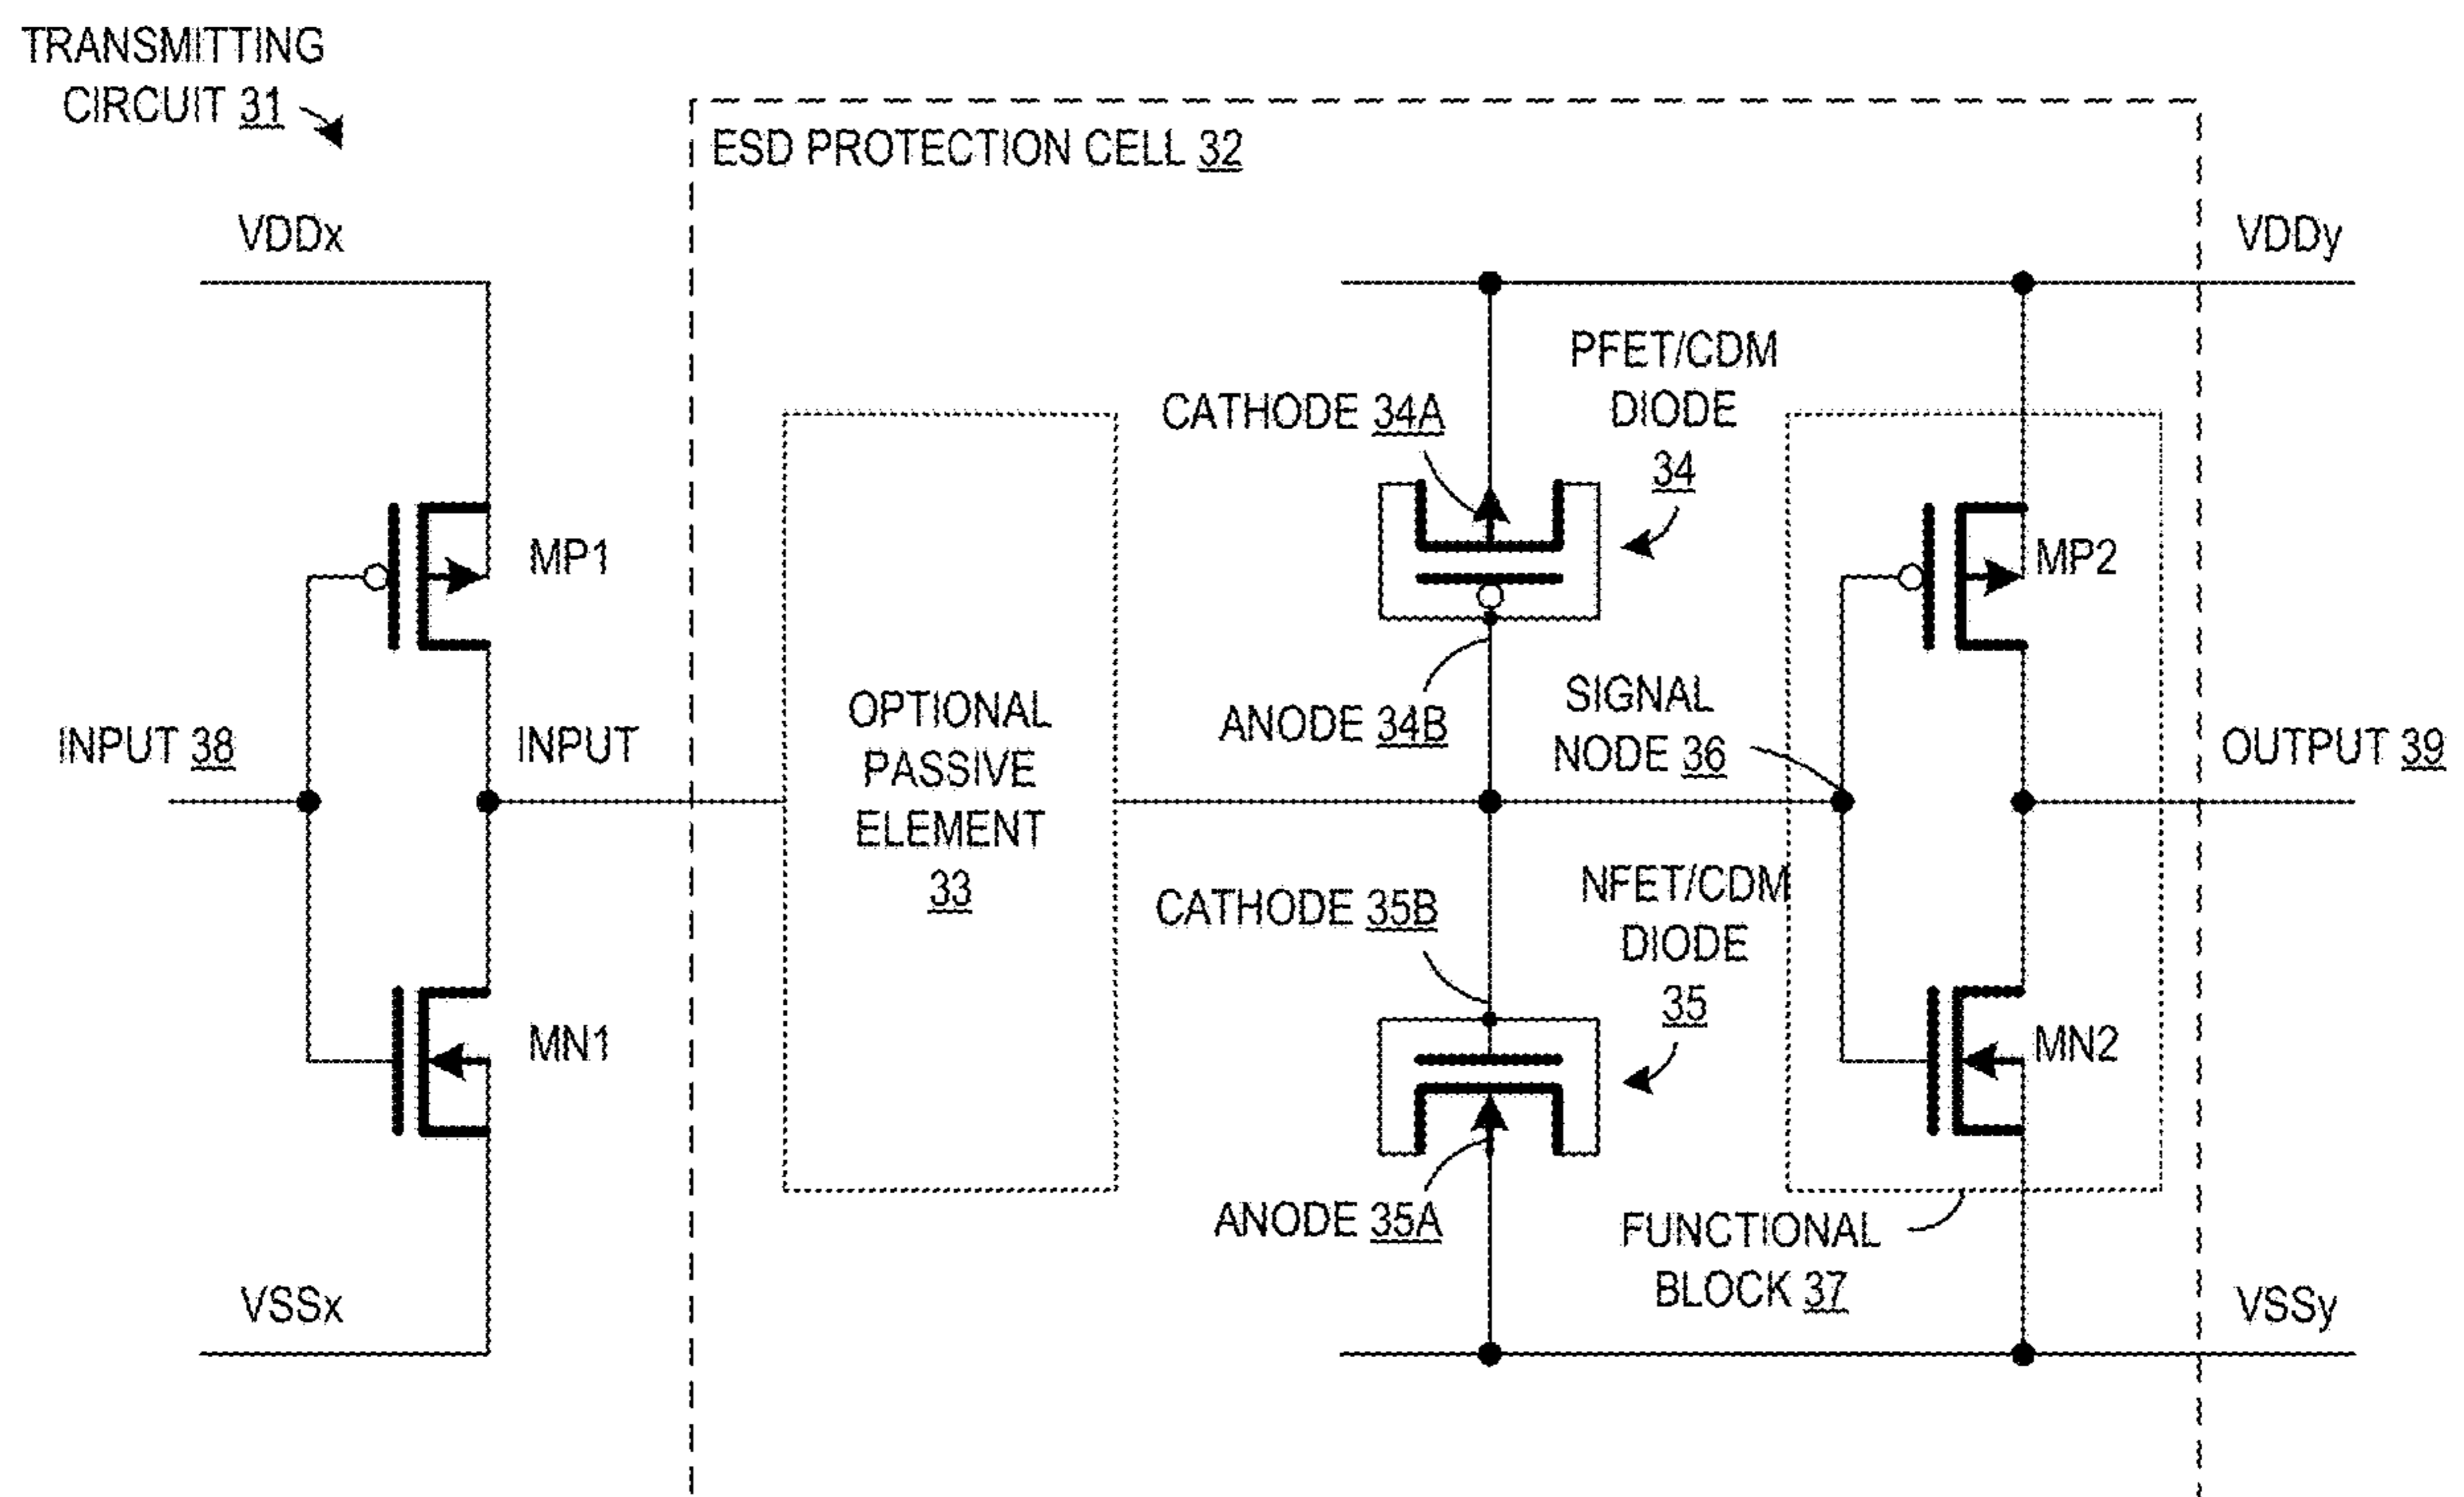 TRANSMITTING
CIRCUIT 31
ESD PROTECTION CELL 32
VDDx
VDDy
PFET/CDM
DIODE
34
CATHODE 34A
MP1
MP2
ANODE 34B
SIGNAL
NODE 36
INPUT 38
INPUT
OPTIONAL
PASSIVE
ELEMENT
33
OUTPUT 39
CATHODE 35B
NFET/CDM
DIODE
35
MN1
MN2
ANODE 35A
FUNCTIONAL
BLOCK 37
VSSx
VSSy